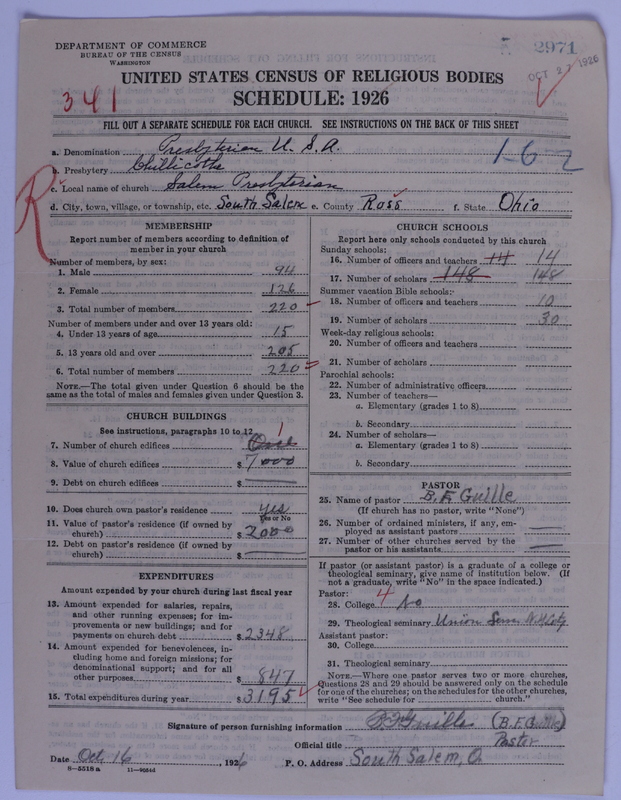 DEPARTMENT OF COMMERCE
BUREAU OF THE CENSUS
WASHINGTON
2971
OCT 27 1926
UNITED STATES CENSUS OF RELIGIOUS BODIES
341
SCHEDULE: 1926
FILL OUT A SEPARATE SCHEDULE FOR EACH CHURCH. SEE INSTRUCTIONS ON THE BACK OF THIS SHEET
a. Denomination Presbyterian U. S. A.
1-62
b. Presbytery Chillicothe
c. Local name of church Salem Presbyterian
R
d. City, town, village, or township, etc. South Salem e. County Ross f. State Ohio
MEMBERSHIP
Report number of members according to definition of
member in your church
Number of members, by sex:
1. Male 94
2. Female 126
3. Total number of members 220
Number of members under and over 13 years old:
4. Under 13 years of age 15
5. 13 years old and over 205
6. Total number of members 220
NOTE.—The total given under Question 6 should be the
same as the total of males and females given under Question 3.
CHURCH BUILDINGS
See instructions, paragraphs 10 to 12
7. Number of church edifices One 1
8. Value of church edifices $ 7000
9. Debt on church edifices $
10. Does church own pastor's residence yes
Yes or No
11. Value of pastor's residence (if owned by
church) $ 2000
12. Debt on pastor's residence (if owned by
church) $
EXPENDITURES
Amount expended by your church during last fiscal year
13. Amount expended for salaries, repairs,
and other running expenses; for im-
provements or new buildings; and for
payments on church debt $ 2348
14. Amount expended for benevolences, in-
cluding home and foreign missions; for
denominational support; and for all
other purposes $ 847
15. Total expenditures during year $ 3195
CHURCH SCHOOLS
Report here only schools conducted by this church
Sunday schools:
16. Number of officers and teachers 14 14
17. Number of scholars 148 148
Summer vacation Bible schools:
18. Number of officers and teachers 10
19. Number of scholars 30
Week-day religious schools:
20. Number of officers and teachers
21. Number of scholars
Parochial schools:
22. Number of administrative officers
23. Number of teachers—
a. Elementary (grades 1 to 8)
b. Secondary
24. Number of scholars—
a. Elementary (grades 1 to 8)
b. Secondary
PASTOR
25. Name of pastor B. F. Guille
(If church has no pastor, write "None")
26. Number of ordained ministers, if any, em-
ployed as assistant pastors
27. Number of other churches served by the
pastor or his assistants
If pastor (or assistant pastor) is a graduate of a college or
theological seminary, give name of institution below. (If
not a graduate, write "No" in the space indicated.)
Pastor:
28. College 4 No
29. Theological seminary Union Sem.
Assistant pastor:
30. College
31. Theological seminary
NOTE.—Where one pastor serves two or more churches,
Questions 28 and 29 should be answered only on the schedule
for one of the churches; on the schedules for the other churches,
write "See schedule for church."
Signature of person furnishing information B. F. Guille (B. F. Guille)
Official title Pastor
Date Oct 16, 1926 P. O. Address South Salem, O.
8—5518a 11—9554d